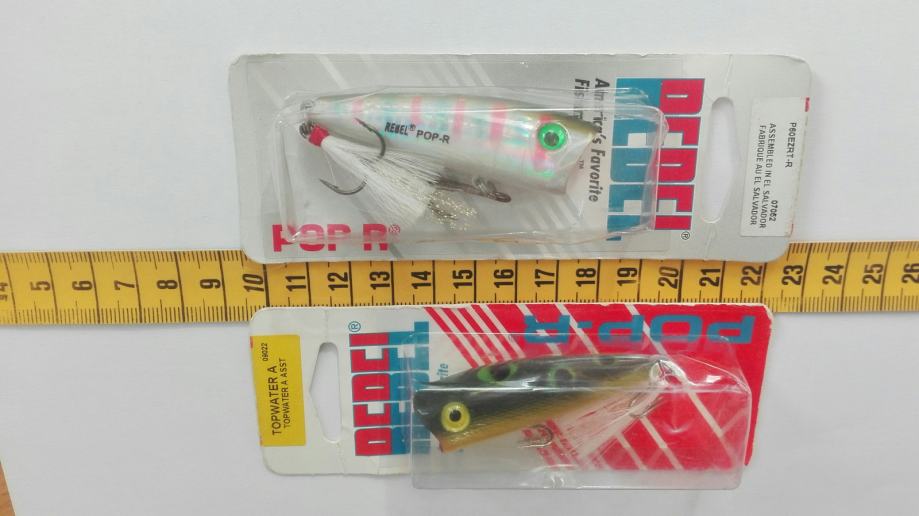 REBEL® POP-R
America's Favorite
REBEL®
POP-R®
P60EZRT-R
07062
ASSEMBLED IN EL SALVADOR
FABRIQUE AU EL SALVADOR
5 6 7 8 9 10 11 12 13 14 15 16 17 18 19 20 21 22 23 24 25 26
TOPWATER A
TOPWATER A ASST
09022
REBEL®
POP-R